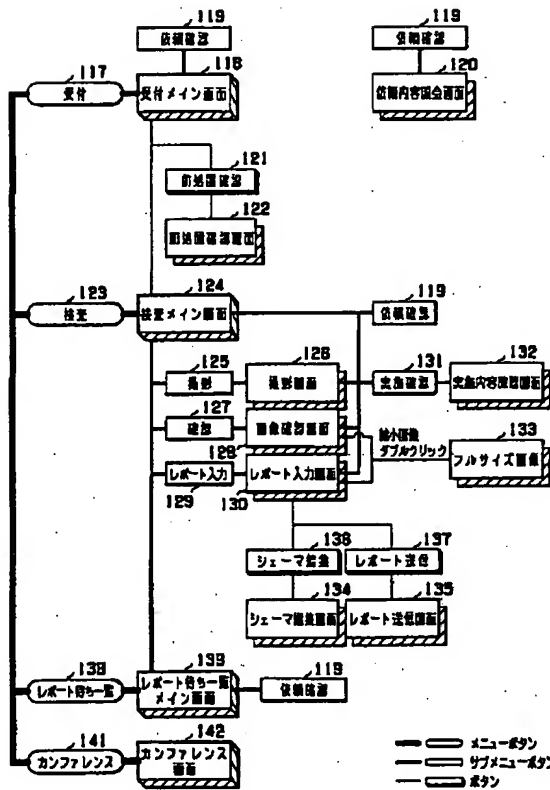 119
依頼確認
119
依頼確認
117
受付
118
受付メイン画面
120
依頼内容照会画面
121
前処置確認
122
前処置確認画面
123
検査
124
検査メイン画面
119
依頼確認
125
撮影
126
撮影画面
131
実施確認
132
実施内容確認画面
127
確認
128
画像確認画面
縮小画像
ダブルクリック
133
フルサイズ画像
レポート入力
129
レポート入力画面
130
136
シェーマ編集
137
レポート送信
134
シェーマ編集画面
135
レポート送信画面
138
レポート待ち一覧
139
レポート待ち一覧
メイン画面
119
依頼確認
141
カンファレンス
142
カンファレンス
画面
メニューボタン
サブメニューボタン
ボタン